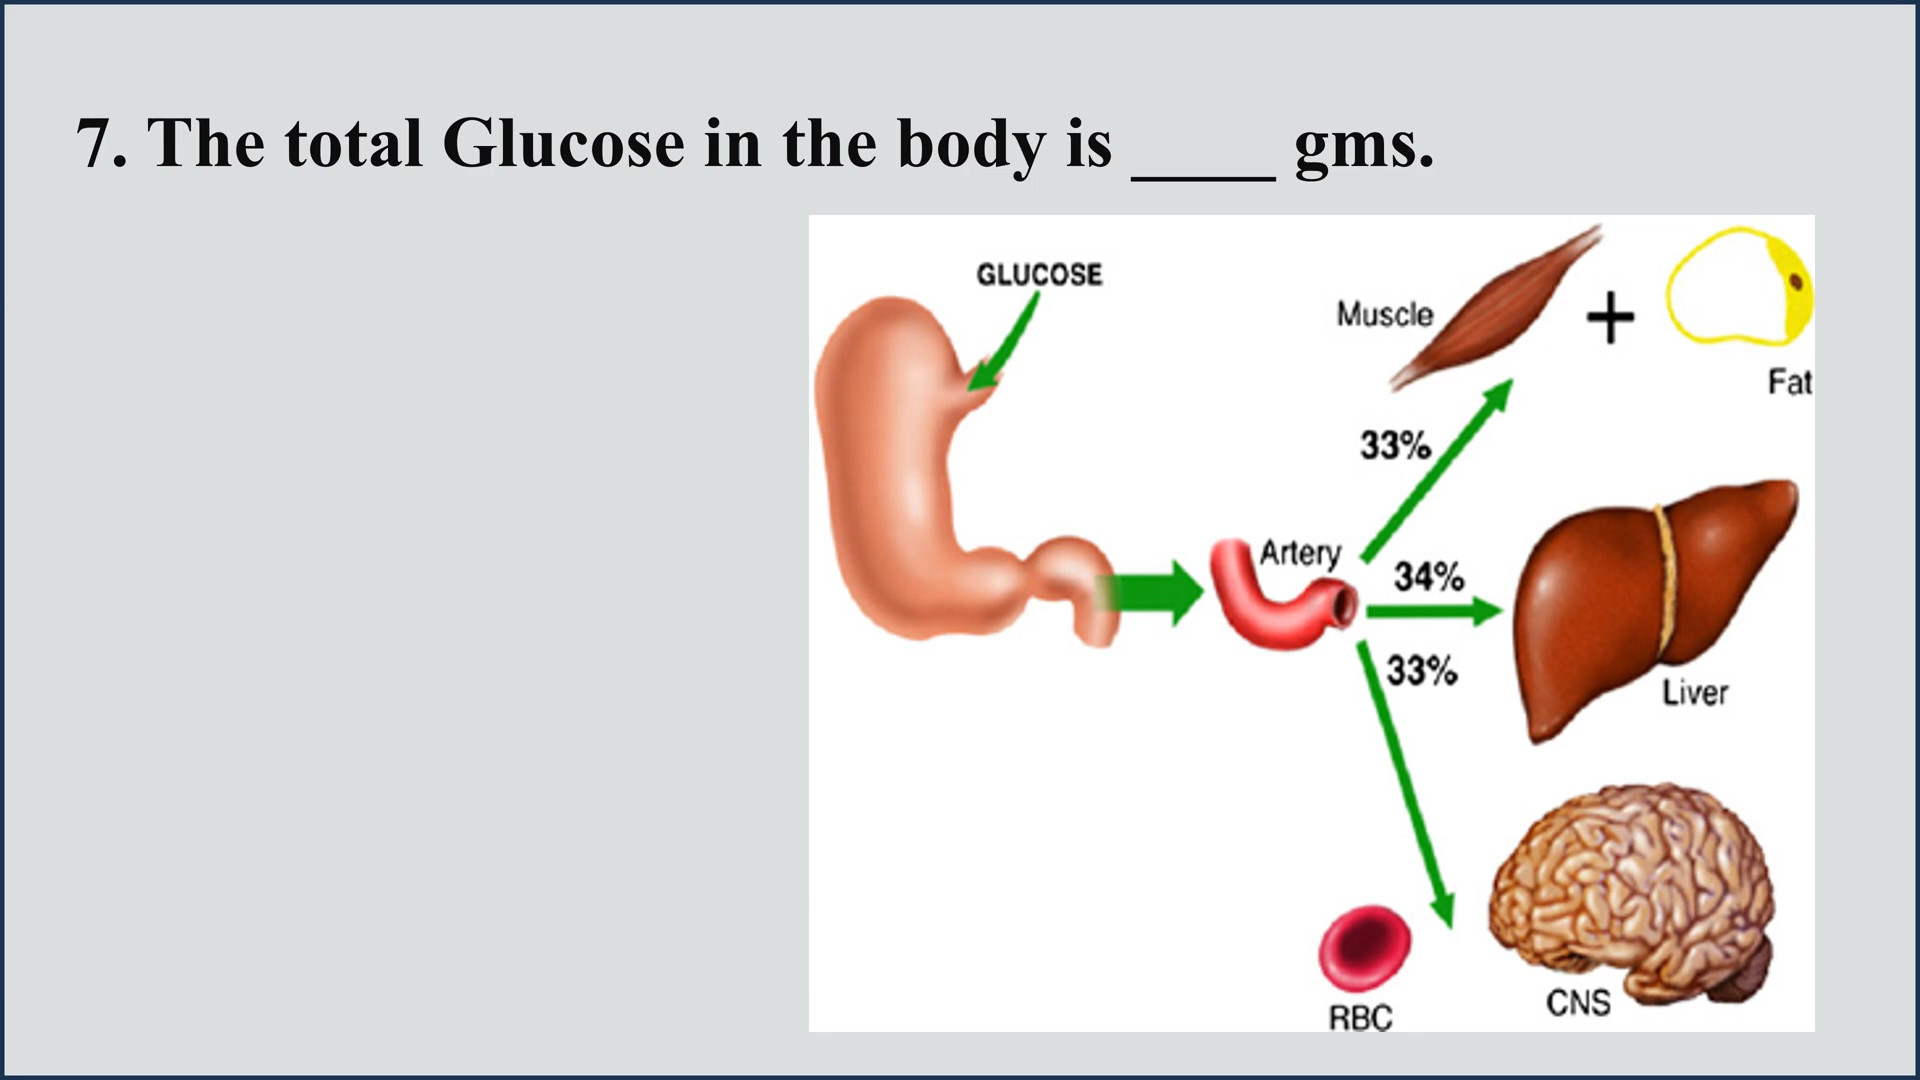 7. The total Glucose in the body is ____ gms.
GLUCOSE
Muscle
+
Fat
33%
Artery
34%
33%
Liver
CNS
RBC